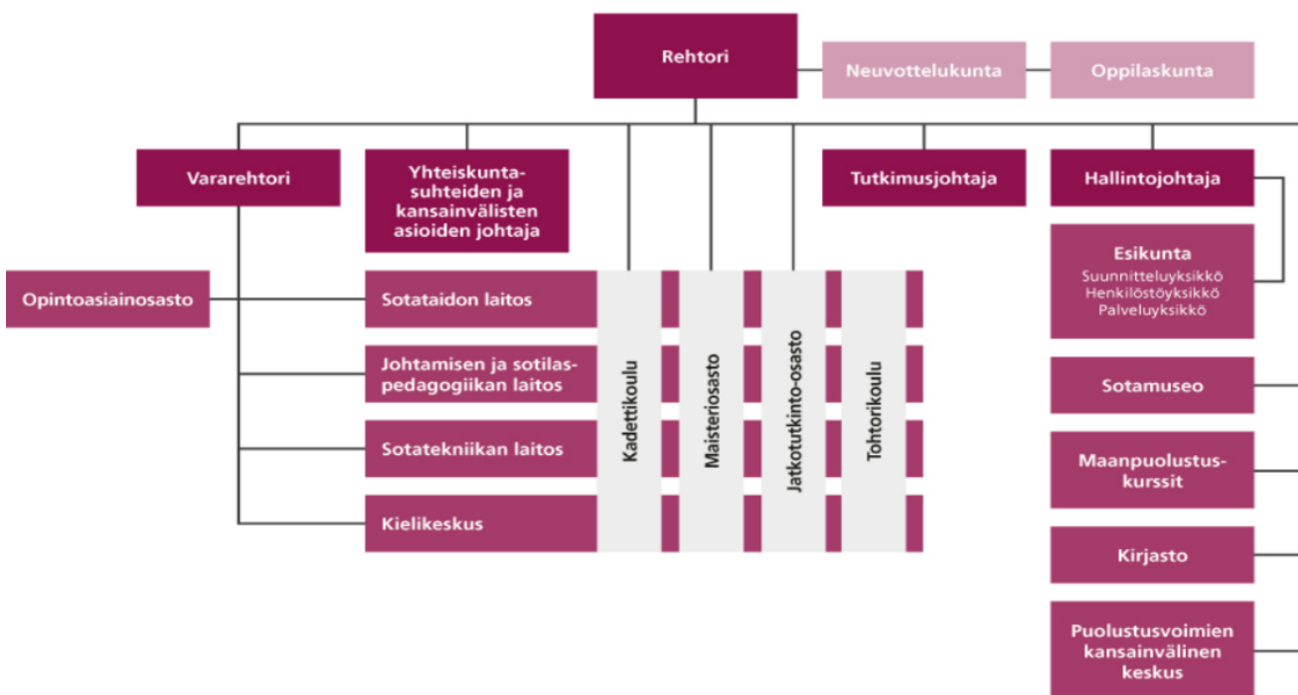 Rehtori
Neuvottelukunta
Oppilaskunta
Vararehtori
Yhteiskunta-
suhteiden ja
kansainvälisten
asioiden johtaja
Tutkimusjohtaja
Hallintojohtaja
Esikunta
Suunnitteluyksikkö
Henkilöstöyksikkö
Palveluyksikkö
Opintoasiainosasto
Sotataidon laitos
Johtamisen ja sotilas-
pedagogiikan laitos
Sotatekniikan laitos
Kielikeskus
Kadettikoulu
Maisteriosasto
Jatkotutkinto-osasto
Tohtorikoulu
Sotamuseo
Maanpuolustus-
kurssit
Kirjasto
Puolustusvoimien
kansainvälinen
keskus